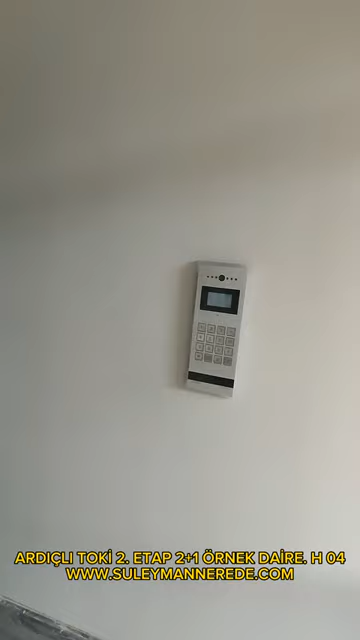 ARDIÇLI TOKİ 2. ETAP 2+1 ÖRNEK DAİRE. H 04
WWW.SULEYMANNEREDE.COM